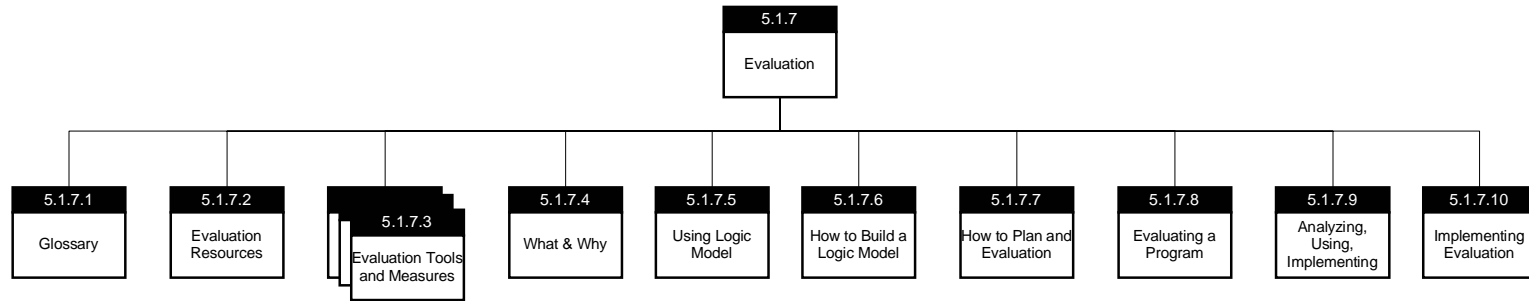 5.1.7
Evaluation
5.1.7.1
Glossary
5.1.7.2
Evaluation
Resources
5.1.7.3
Evaluation Tools
and Measures
5.1.7.4
What & Why
5.1.7.5
Using Logic
Model
5.1.7.6
How to Build a
Logic Model
5.1.7.7
How to Plan and
Evaluation
5.1.7.8
Evaluating a
Program
5.1.7.9
Analyzing,
Using,
Implementing
5.1.7.10
Implementing
Evaluation